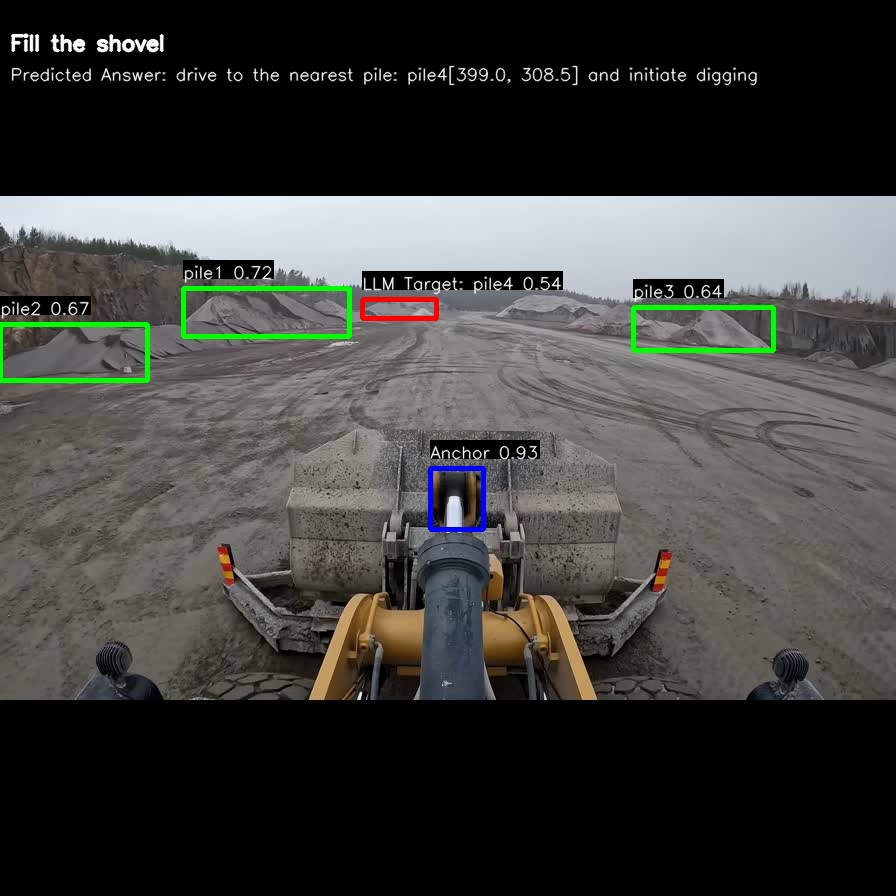 Fill the shovel
Predicted Answer: drive to the nearest pile: pile4[399.0, 308.5] and initiate digging
pile1 0.72
LLM Target: pile4 0.54
pile3 0.64
pile2 0.67
Anchor 0.93